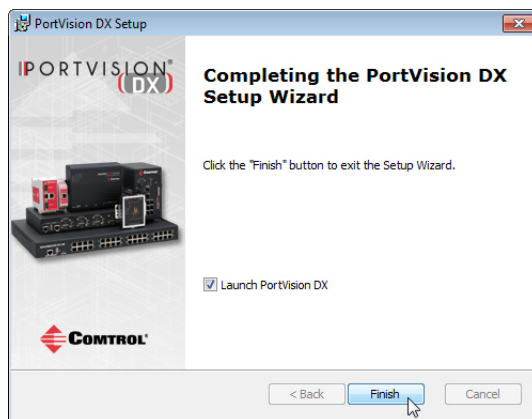 PortVision DX Setup
PORTVISION®
(DX)
Completing the PortVision DX
Setup Wizard
Click the "Finish" button to exit the Setup Wizard.
Launch PortVision DX
COMTROL®
< Back
Finish
Cancel